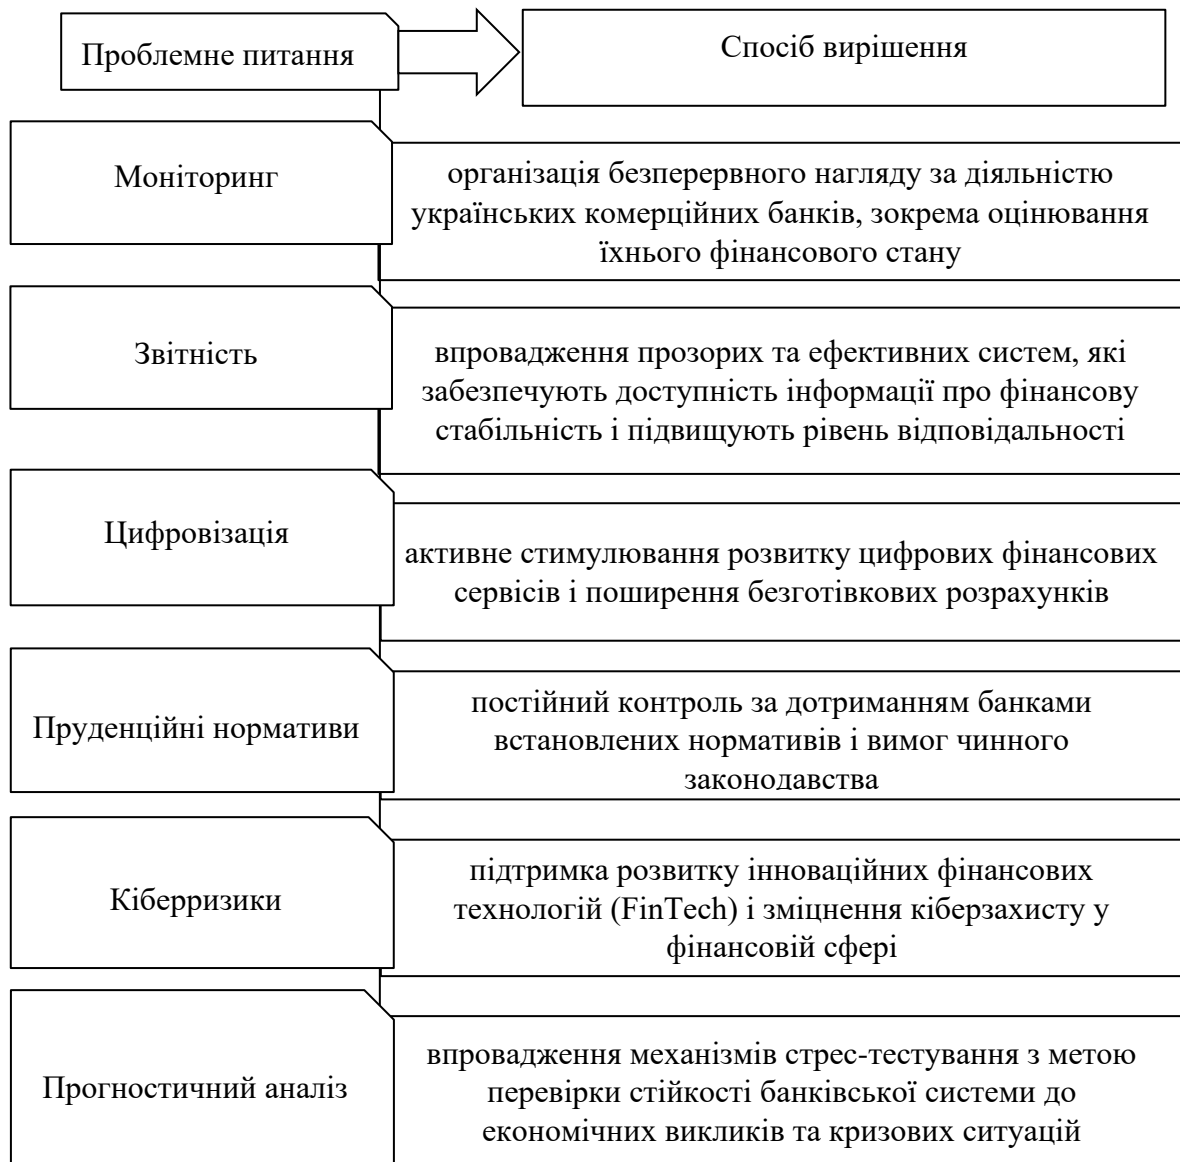 Проблемне питання
Спосіб вирішення
Моніторинг
організація безперервного нагляду за діяльністю
українських комерційних банків, зокрема оцінювання
їхнього фінансового стану
Звітність
впровадження прозорих та ефективних систем, які
забезпечують доступність інформації про фінансову
стабільність і підвищують рівень відповідальності
Цифровізація
активне стимулювання розвитку цифрових фінансових
сервісів і поширення безготівкових розрахунків
Пруденційні нормативи
постійний контроль за дотриманням банками
встановлених нормативів і вимог чинного
законодавства
Кіберризики
підтримка розвитку інноваційних фінансових
технологій (FinTech) і зміцнення кіберзахисту у
фінансовій сфері
Прогностичний аналіз
впровадження механізмів стрес-тестування з метою
перевірки стійкості банківської системи до
економічних викликів та кризових ситуацій